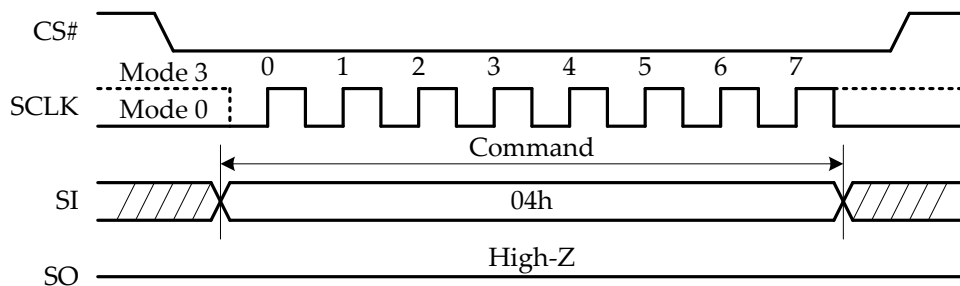 CS#
0 1 2 3 4 5 6 7
Mode 3
SCLK
Mode 0
Command
SI
04h
High-Z
SO